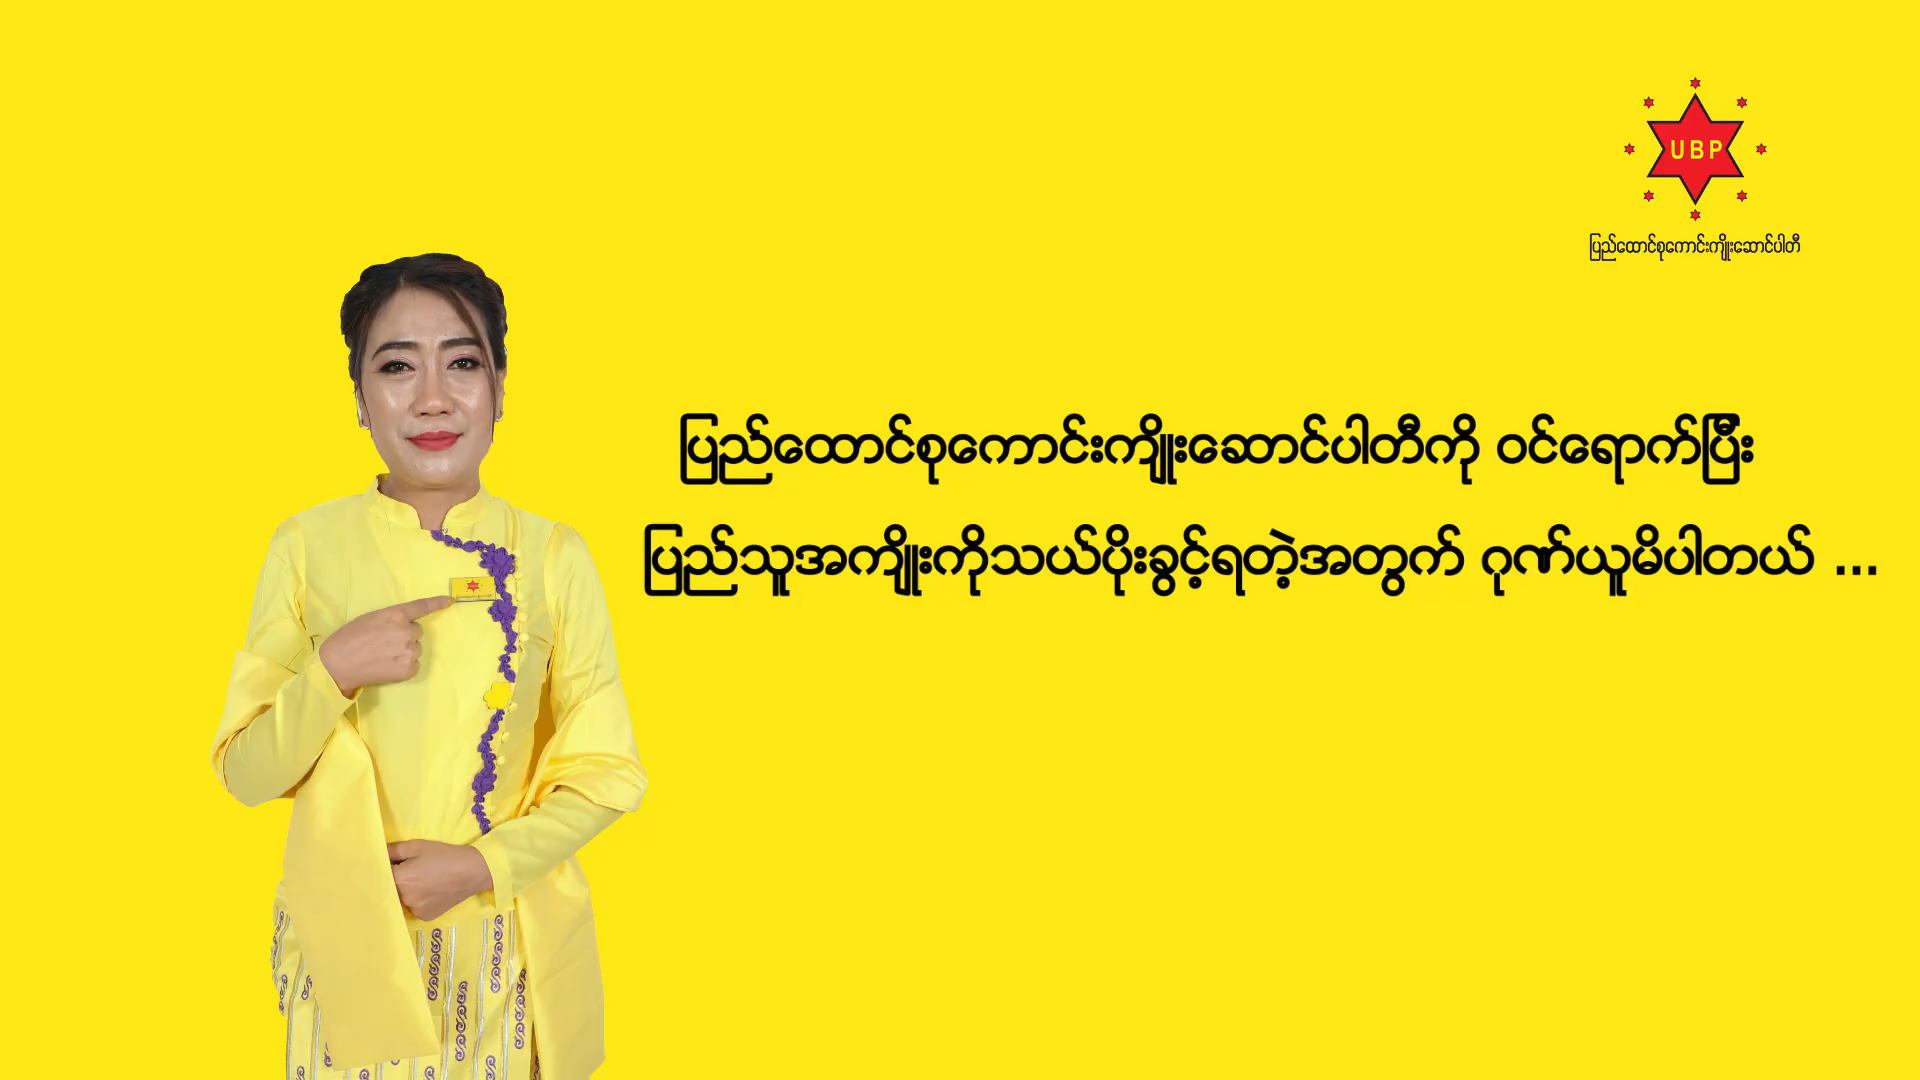 UBP
ပြည်ထောင်စုကောင်းကျိုးဆောင်ပါတီ
ပြည်ထောင်စုကောင်းကျိုးဆောင်ပါတီကို ဝင်ရောက်ပြီး
ပြည်သူအကျိုးကိုသယ်ပိုးခွင့်ရတဲ့အတွက် ဂုဏ်ယူမိပါတယ် ...